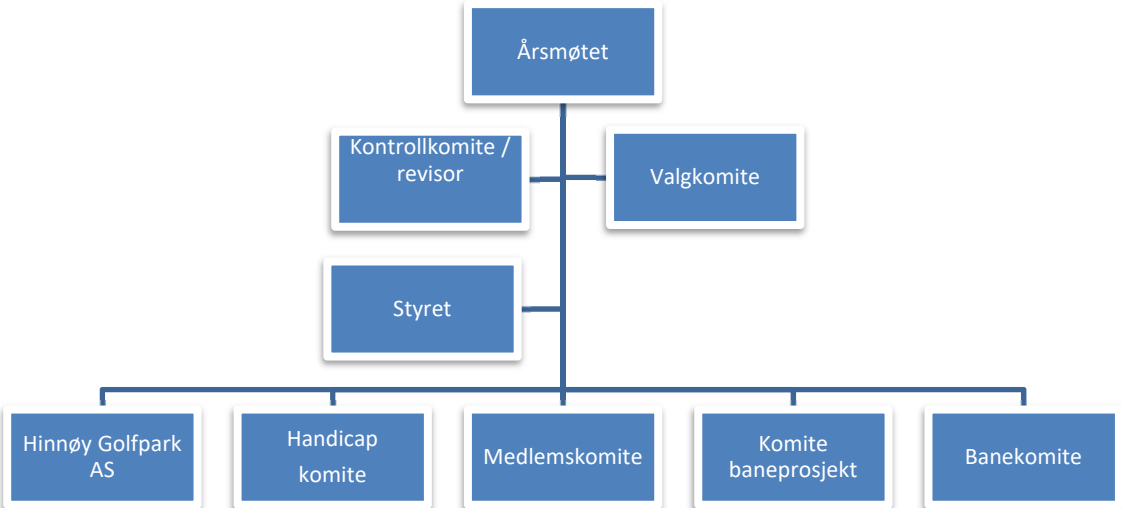 Årsmøtet
Kontrollkomite /
revisor
Valgkomite
Styret
Hinnøy Golfpark
AS
Handicap
komite
Medlemskomite
Komite
baneprosjekt
Banekomite